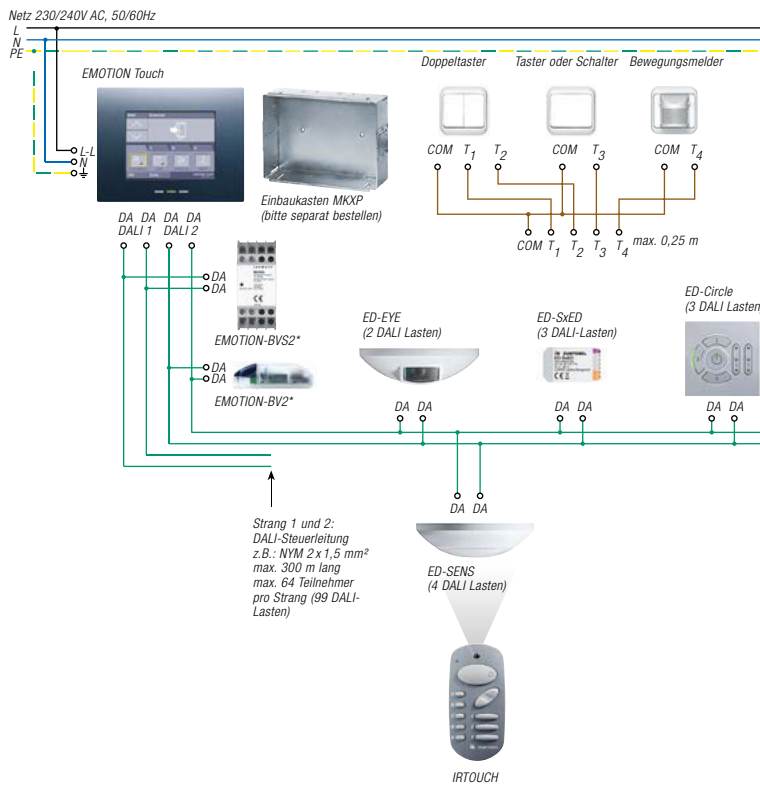 Netz 230/240V AC, 50/60Hz
L
N
PE
EMOTION Touch
L-L
N
Einbaukasten MKXP
(bitte separat bestellen)
Doppeltaster
Taster oder Schalter
Bewegungsmelder
COM T1 T2
COM T3
COM T4
COM T1 T2 T3 T4 max. 0,25 m
DA DA DA DA
DALI 1 DALI 2
DA
DA
EMOTION-BVS2*
DA
DA
EMOTION-BV2*
ED-EYE
(2 DALI Lasten)
DA DA
ED-SxED
(3 DALI-Lasten)
DA DA
ED-Circle
(3 DALI Lasten)
DA DA
DA DA
ED-SENS
(4 DALI Lasten)
Strang 1 und 2:
DALI-Steuerleitung
z.B.: NYM 2 x 1,5 mm²
max. 300 m lang
max. 64 Teilnehmer
pro Strang (99 DALI-
Lasten)
IRTOUCH